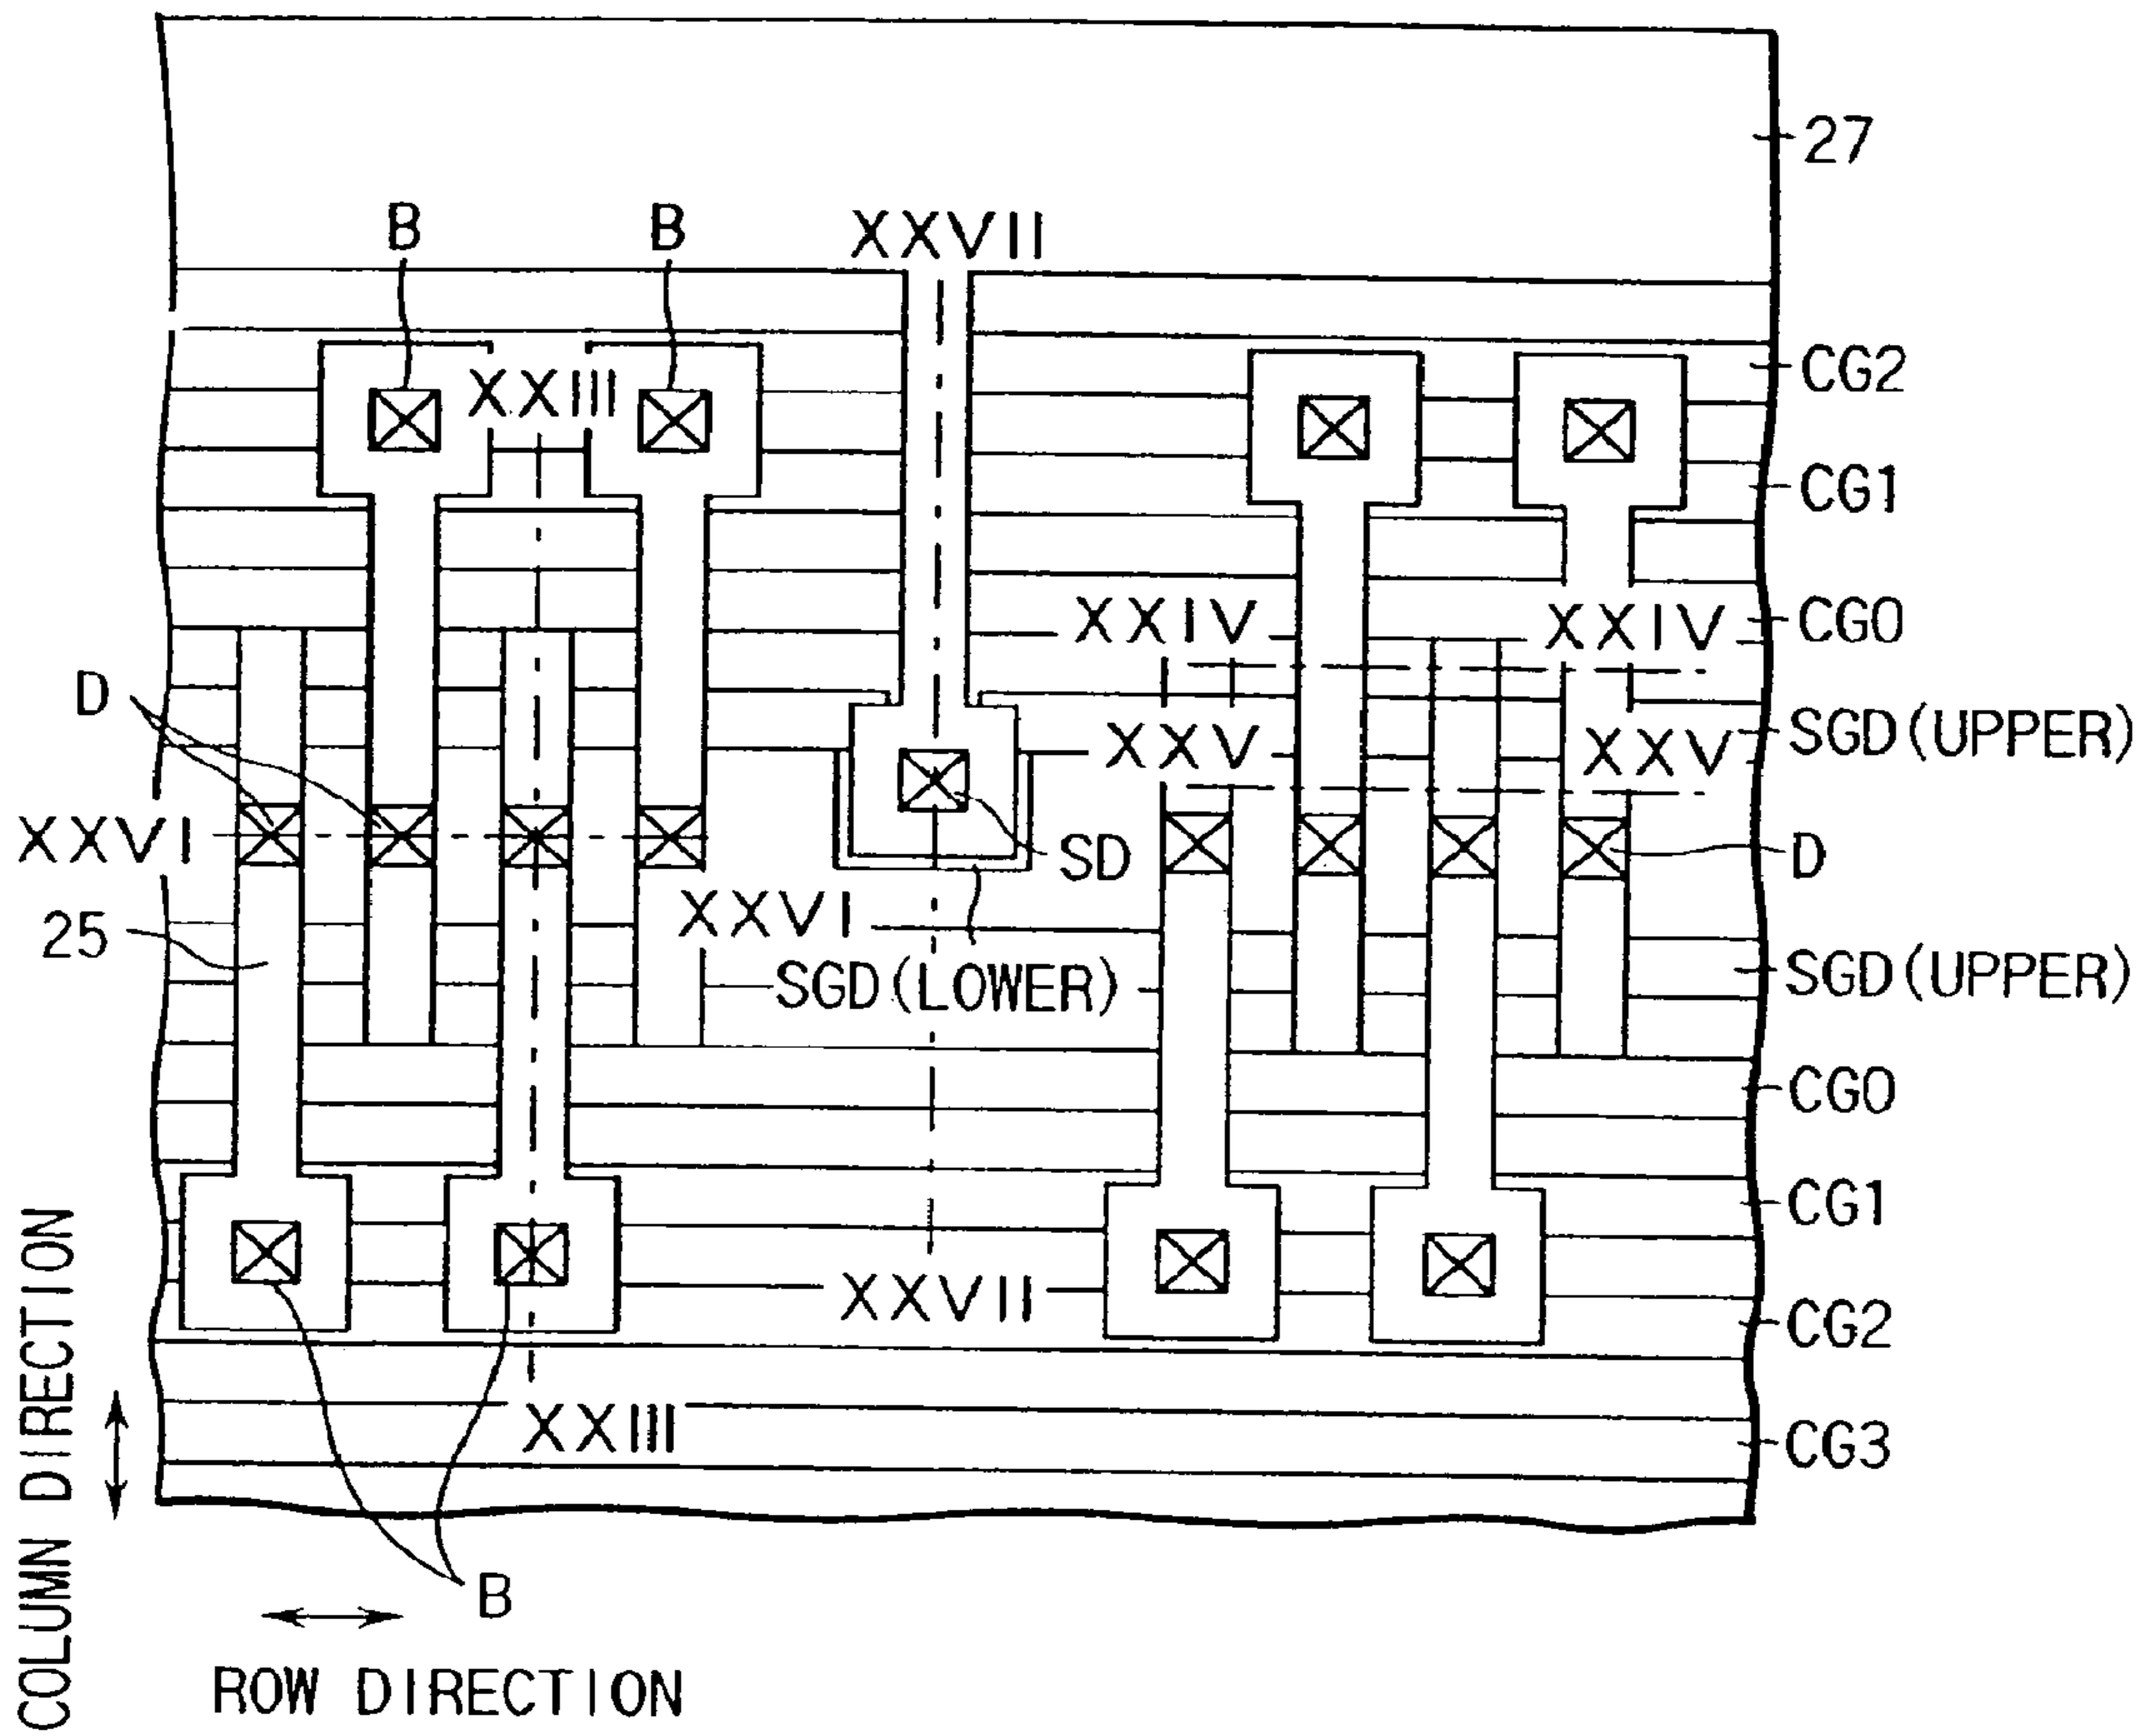 27
B
B
XXVII
CG2
XXIII
CG1
XXIV
XXIV
CG0
D
SGD(UPPER)
XXV
XXV
XXVI
SD
D
25
XXVI
SGD(LOWER)
SGD(UPPER)
CG0
CG1
XXVII
CG2
XXIII
CG3
B
COLUMN DIRECTION
ROW DIRECTION